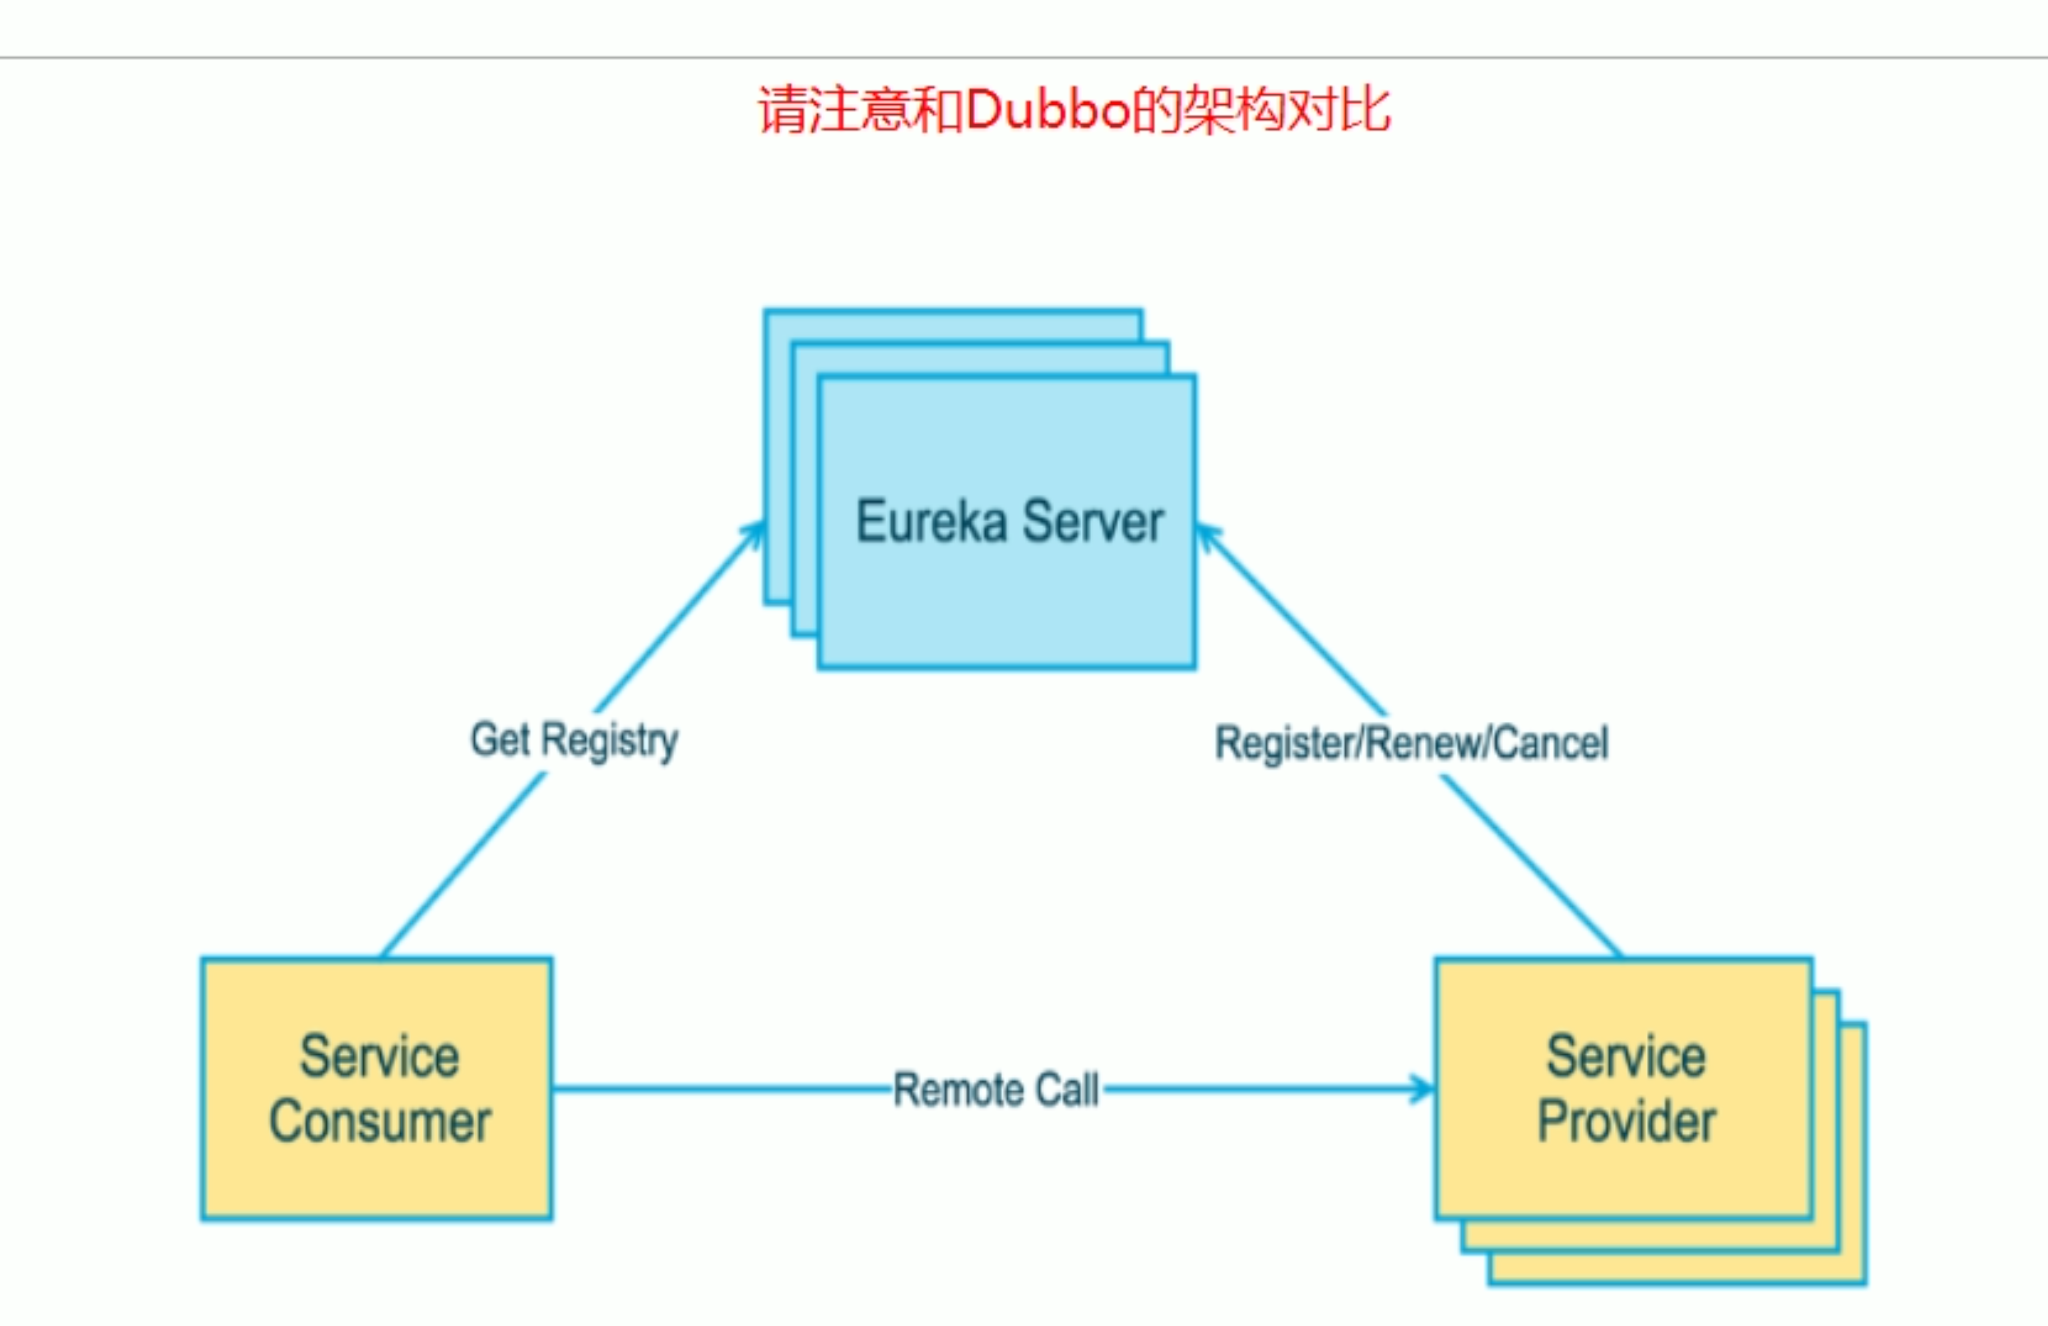 请注意和Dubbo的架构对比
Eureka Server
Get Registry
Register/Renew/Cancel
Service
Consumer
Remote Call
Service
Provider